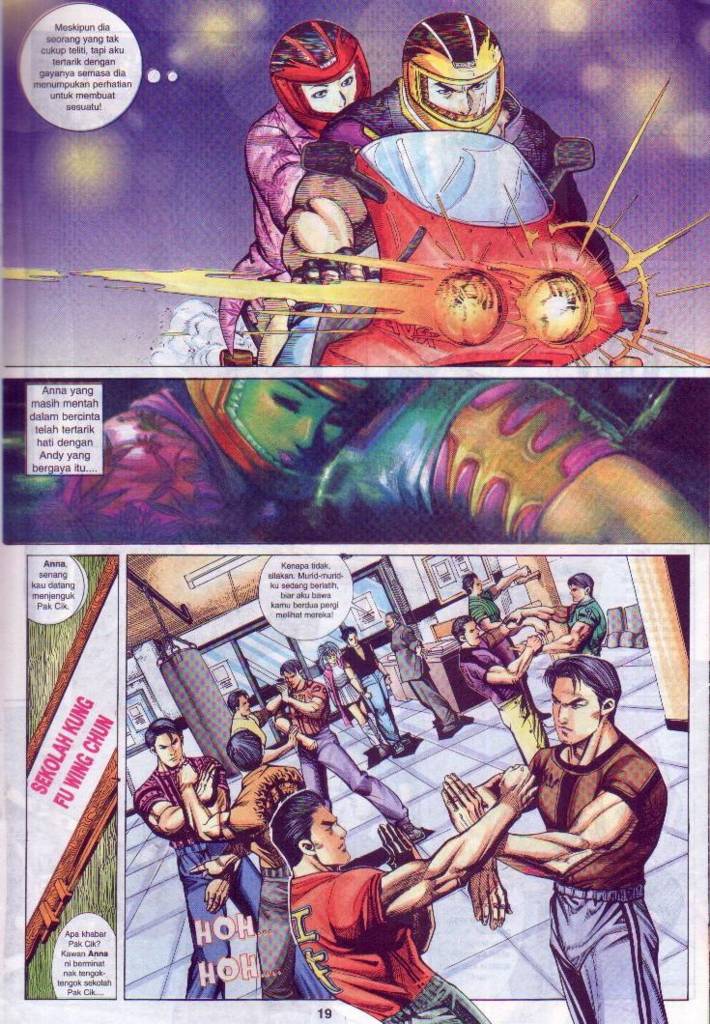 Meskipun dia
seorang yang tak
cukup teliti, tapi aku
tertarik dengan
gayanya semasa dia
menumpukan perhatian
untuk membuat
sesuatu!
Anna yang
masih mentah
dalam bercinta
telah tertarik
hati dengan
Andy yang
bergaya itu....
Anna,
senang
kau datang
menjenguk
Pak Cik.
SEKOLAH KUNG
FU WING CHUN
Apa khabar
Pak Cik?
Kawan Anna
ni berminat
nak tengok-
tengok sekolah
Pak Cik....
Kenapa tidak,
silakan. Murid-murid-
ku sedang berlatih,
biar aku bawa
kamu berdua pergi
melihat mereka!
HOH...
HOH...
19